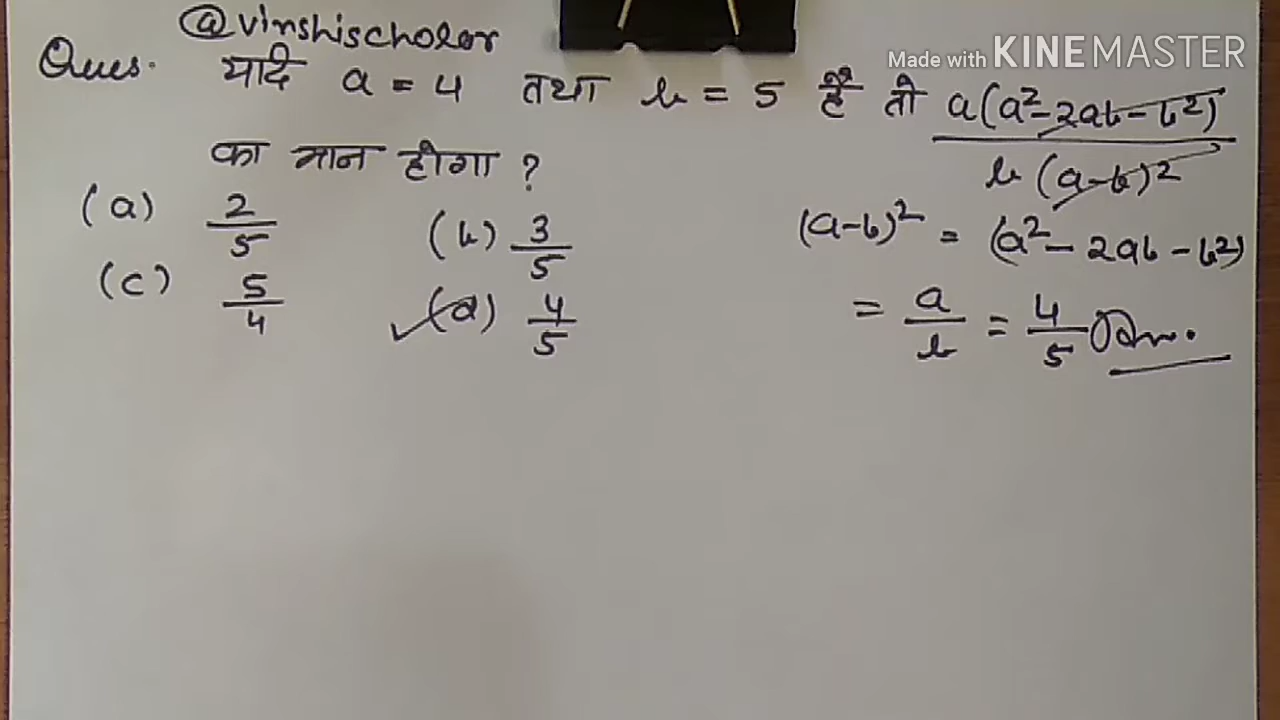 @vinshischolor
Made with KINEMASTER
Ques. यदि a = 4 तथा b = 5 है तो a(a²-2ab-b²)
b(a-b)²
का मान होगा ?
(a) 2/5 (b) 3/5
(c) 5/4 (d) 4/5
(a-b)² = (a²-2ab-b²)
= a/b = 4/5 Ans.